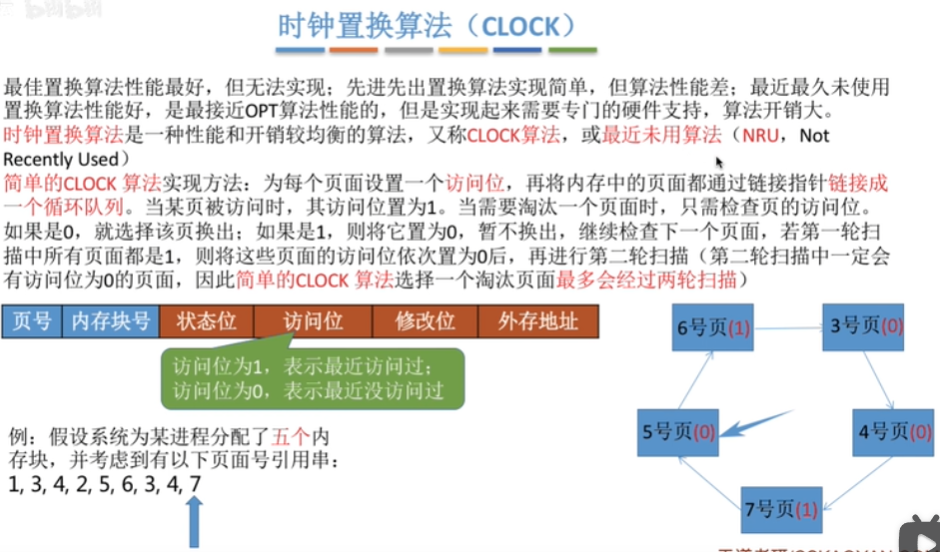 bilibili
时钟置换算法（CLOCK）
最佳置换算法性能最好，但无法实现；先进先出置换算法实现简单，但算法性能差；最近最久未使用
置换算法性能好，是最接近OPT算法性能的，但是实现起来需要专门的硬件支持，算法开销大。
时钟置换算法是一种性能和开销较均衡的算法，又称CLOCK算法，或最近未用算法（NRU，Not
Recently Used）
简单的CLOCK 算法实现方法：为每个页面设置一个访问位，再将内存中的页面都通过链接指针链接成
一个循环队列。当某页被访问时，其访问位置为1。当需要淘汰一个页面时，只需检查页的访问位。
如果是0，就选择该页换出；如果是1，则将它置为0，暂不换出，继续检查下一个页面，若第一轮扫
描中所有页面都是1，则将这些页面的访问位依次置为0后，再进行第二轮扫描（第二轮扫描中一定会
有访问位为0的页面，因此简单的CLOCK 算法选择一个淘汰页面最多会经过两轮扫描）
页号 内存块号 状态位 访问位 修改位 外存地址
访问位为1，表示最近访问过；
访问位为0，表示最近没访问过
例：假设系统为某进程分配了五个内
存块，并考虑到有以下页面号引用串：
1, 3, 4, 2, 5, 6, 3, 4, 7
6号页(1)
3号页(0)
5号页(0)
4号页(0)
7号页(1)